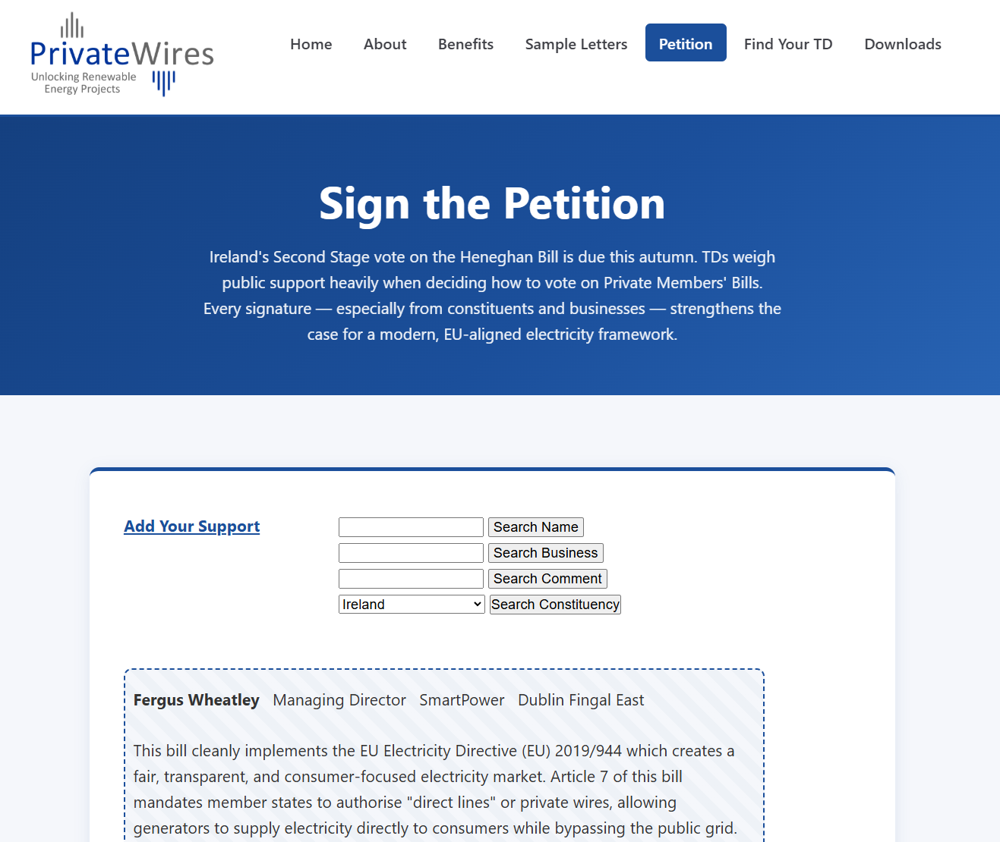 PrivateWires
Unlocking Renewable
Energy Projects
Home About Benefits Sample Letters Petition Find Your TD Downloads
Sign the Petition
Ireland's Second Stage vote on the Heneghan Bill is due this autumn. TDs weigh
public support heavily when deciding how to vote on Private Members' Bills.
Every signature — especially from constituents and businesses — strengthens the
case for a modern, EU-aligned electricity framework.
Add Your Support
Search Name
Search Business
Search Comment
Ireland Search Constituency
Fergus Wheatley Managing Director SmartPower Dublin Fingal East
This bill cleanly implements the EU Electricity Directive (EU) 2019/944 which creates a
fair, transparent, and consumer-focused electricity market. Article 7 of this bill
mandates member states to authorise "direct lines" or private wires, allowing
generators to supply electricity directly to consumers while bypassing the public grid.